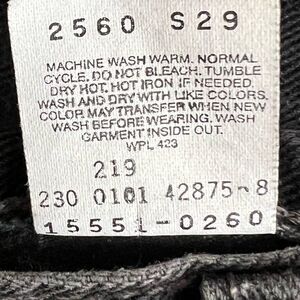 2560 S29
MACHINE WASH WARM. NORMAL
CYCLE. DO NOT BLEACH. TUMBLE
DRY HOT. HOT IRON IF NEEDED.
WASH AND DRY WITH LIKE COLORS.
COLOR MAY TRANSFER WHEN NEW
WASH BEFORE WEARING. WASH
GARMENT INSIDE OUT.
WPL 423
219
230 0101 42875-8
15551-0260